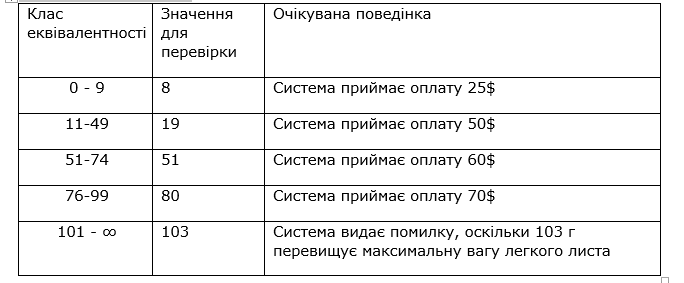 Клас
еквівалентності
Значення
для
перевірки
Очікувана поведінка
0 - 9
8
Система приймає оплату 25$
11-49
19
Система приймає оплату 50$
51-74
51
Система приймає оплату 60$
76-99
80
Система приймає оплату 70$
101 - ∞
103
Система видає помилку, оскільки 103 г
перевищує максимальну вагу легкого листа